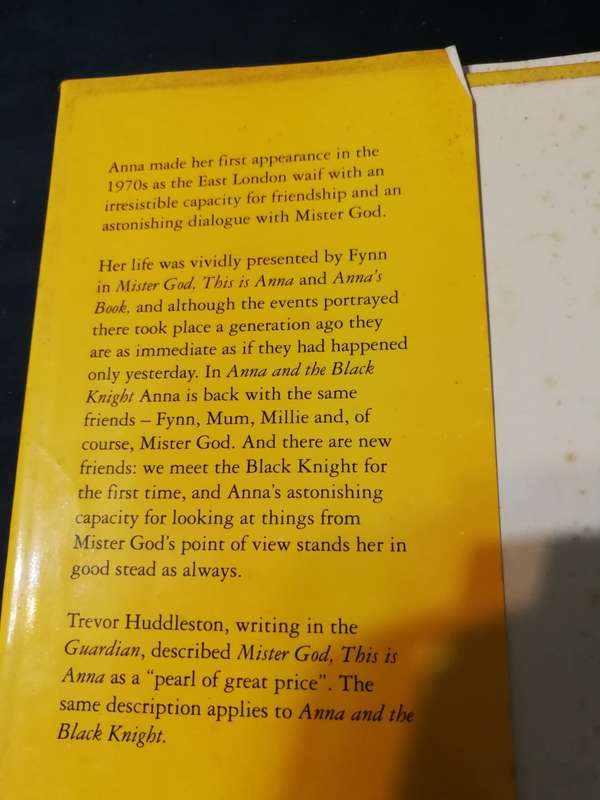 Anna made her first appearance in the
1970s as the East London waif with an
irresistible capacity for friendship and an
astonishing dialogue with Mister God.
Her life was vividly presented by Fynn
in Mister God, This is Anna and Anna's
Book, and although the events portrayed
there took place a generation ago they
are as immediate as if they had happened
only yesterday. In Anna and the Black
Knight Anna is back with the same
friends – Fynn, Mum, Millie and, of
course, Mister God. And there are new
friends: we meet the Black Knight for
the first time, and Anna's astonishing
capacity for looking at things from
Mister God's point of view stands her in
good stead as always.
Trevor Huddleston, writing in the
Guardian, described Mister God, This is
Anna as a "pearl of great price". The
same description applies to Anna and the
Black Knight.